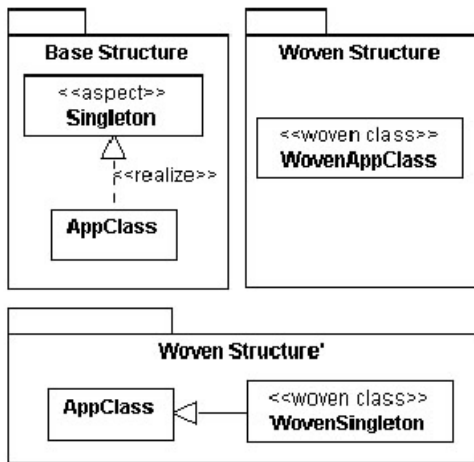 Base Structure
<<aspect>>
Singleton
<<realize>>
AppClass
Woven Structure
<<woven class>>
WovenAppClass
Woven Structure'
AppClass
<<woven class>>
WovenSingleton